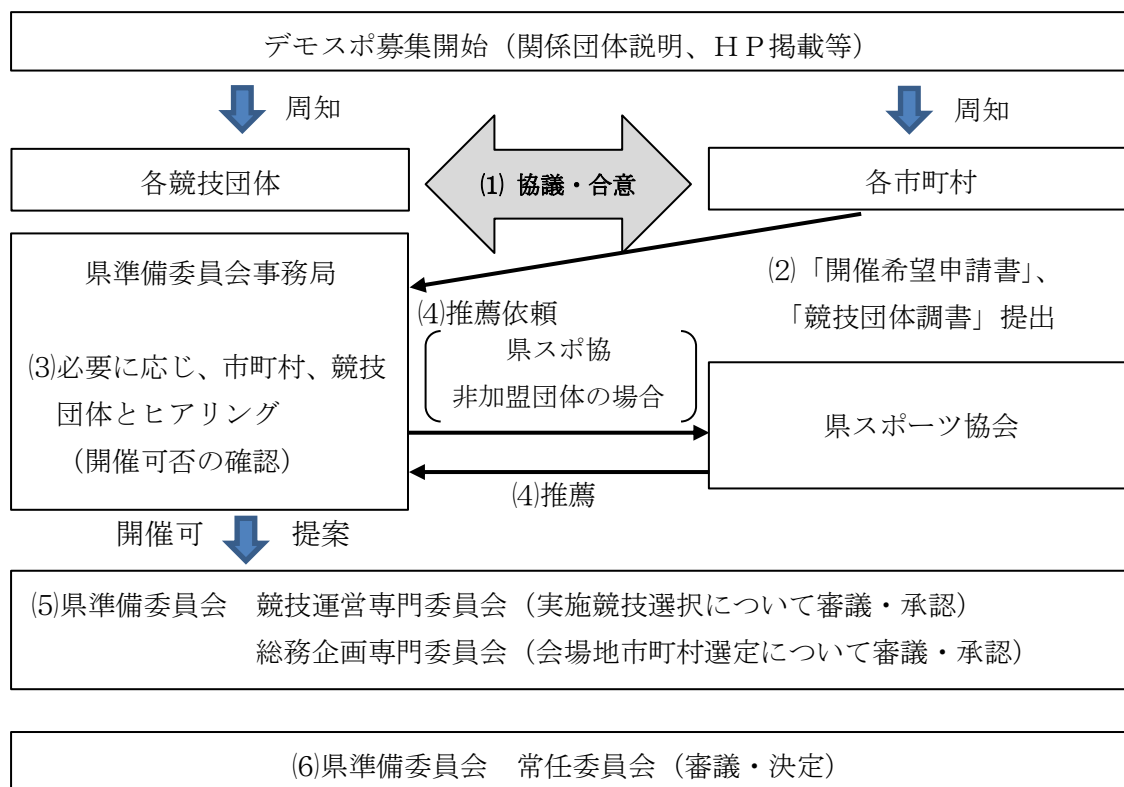 デモスポ募集開始（関係団体説明、ＨＰ掲載等）
周知
周知
各競技団体
⑴ 協議・合意
各市町村
県準備委員会事務局
⑵「開催希望申請書」、
「競技団体調書」提出
⑷推薦依頼
県スポ協
非加盟団体の場合
⑶必要に応じ、市町村、競技
団体とヒアリング
（開催可否の確認）
県スポーツ協会
⑷推薦
開催可
提案
⑸県準備委員会　競技運営専門委員会（実施競技選択について審議・承認）
総務企画専門委員会（会場地市町村選定について審議・承認）
⑹県準備委員会　常任委員会（審議・決定）